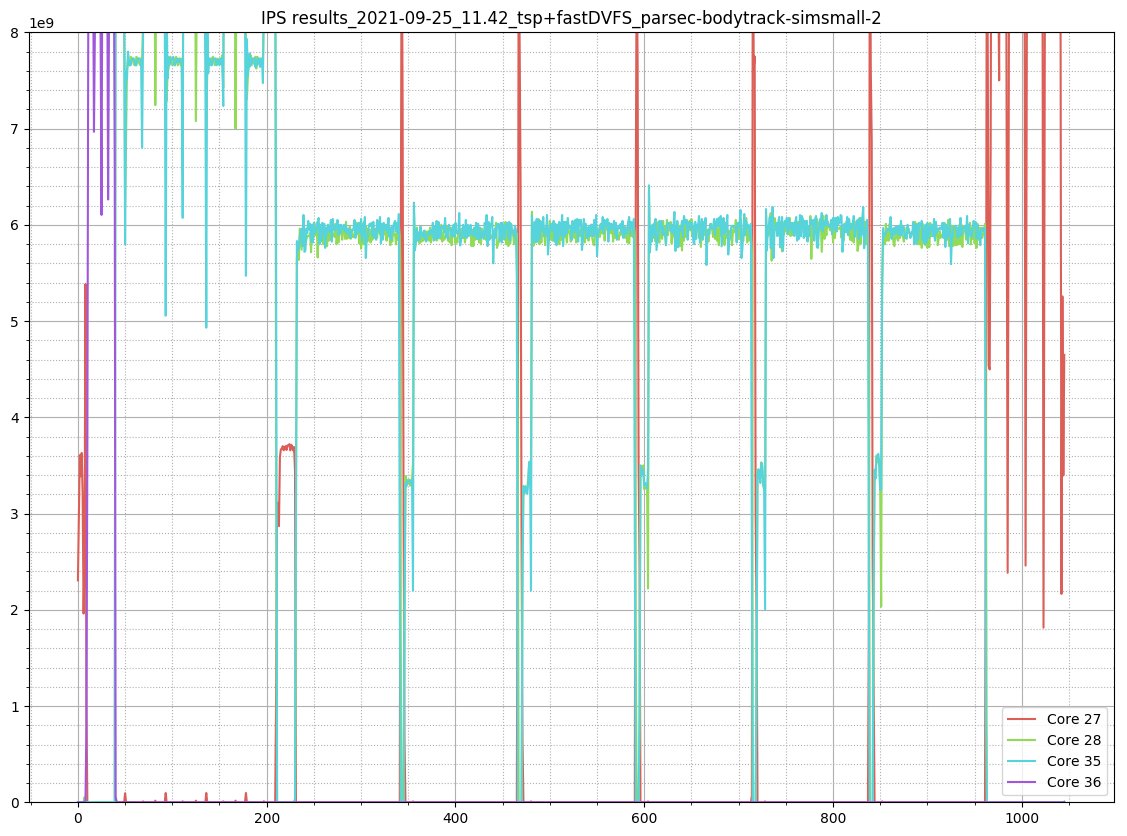 IPS results_2021-09-25_11.42_tsp+fastDVFS_parsec-bodytrack-simsmall-2
1e9
8
7
6
5
4
3
2
1
0
Core 27
Core 28
Core 35
Core 36
0 200 400 600 800 1000